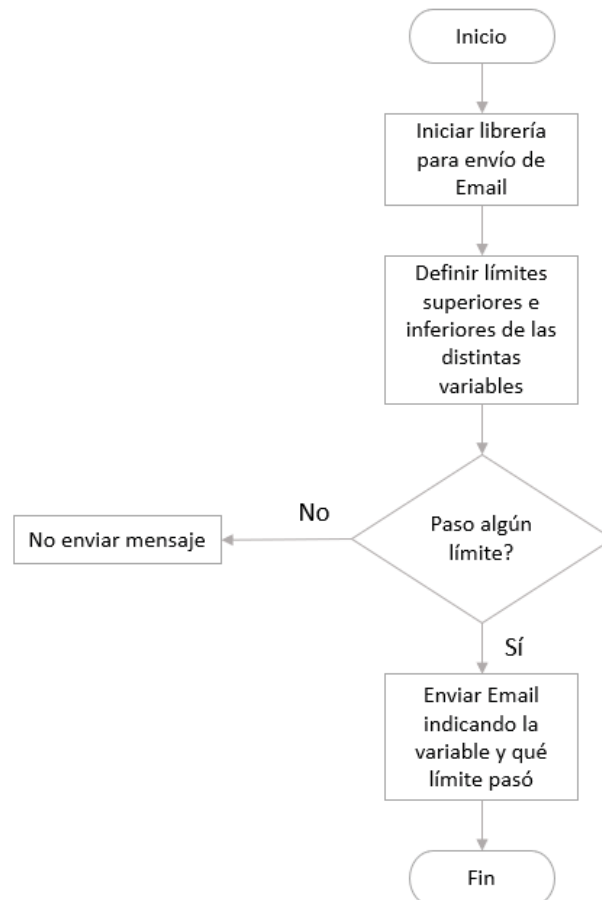 Inicio
Iniciar librería
para envío de
Email
Definir límites
superiores e
inferiores de las
distintas
variables
No
Paso algún
límite?
No enviar mensaje
Sí
Enviar Email
indicando la
variable y qué
límite pasó
Fin